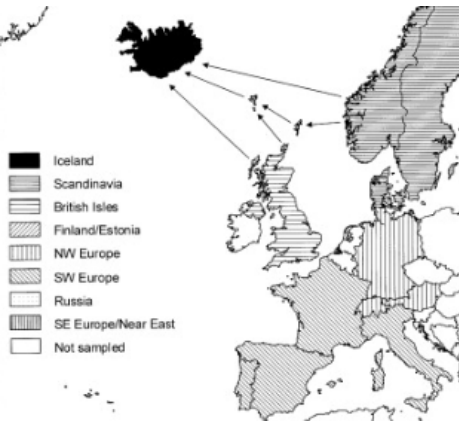 Iceland
Scandinavia
British Isles
Finland/Estonia
NW Europe
SW Europe
Russia
SE Europe/Near East
Not sampled